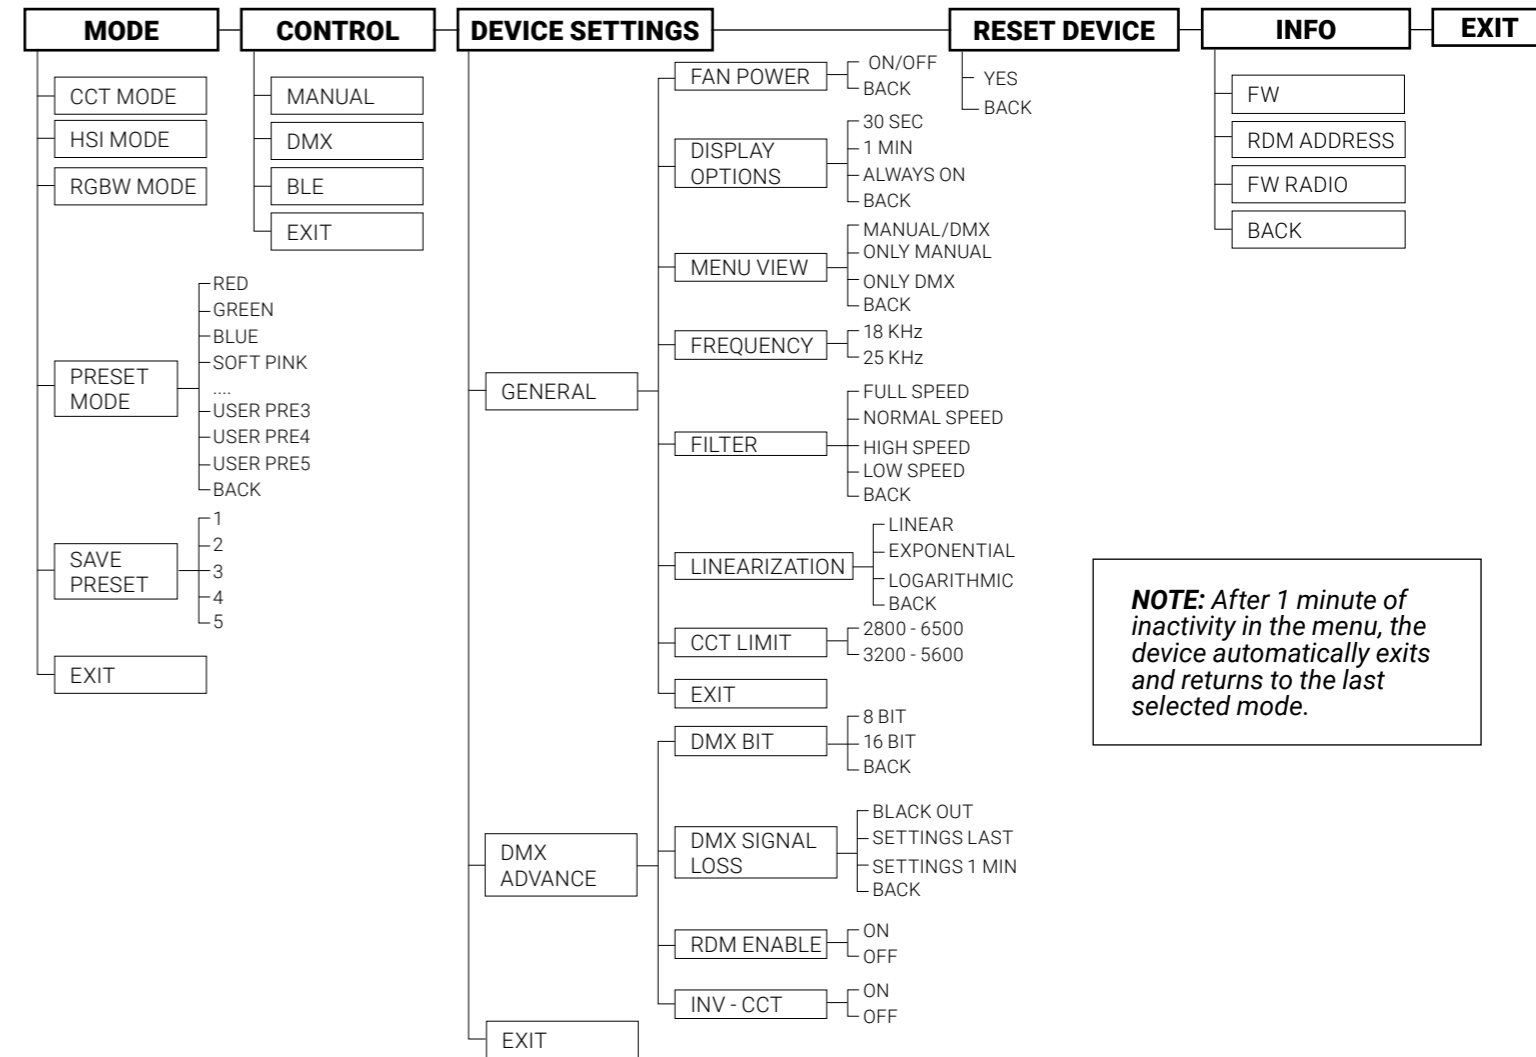 MODE
CONTROL
DEVICE SETTINGS
RESET DEVICE
INFO
EXIT
CCT MODE
HSI MODE
RGBW MODE
PRESET
MODE
RED
GREEN
BLUE
SOFT PINK
....
USER PRE3
USER PRE4
USER PRE5
BACK
SAVE
PRESET
1
2
3
4
5
EXIT
MANUAL
DMX
BLE
EXIT
GENERAL
FAN POWER
ON/OFF
BACK
DISPLAY
OPTIONS
30 SEC
1 MIN
ALWAYS ON
BACK
MENU VIEW
MANUAL/DMX
ONLY MANUAL
ONLY DMX
BACK
FREQUENCY
18 KHz
25 KHz
FILTER
FULL SPEED
NORMAL SPEED
HIGH SPEED
LOW SPEED
BACK
LINEARIZATION
LINEAR
EXPONENTIAL
LOGARITHMIC
BACK
CCT LIMIT
2800 - 6500
3200 - 5600
EXIT
DMX
ADVANCE
DMX BIT
8 BIT
16 BIT
BACK
DMX SIGNAL
LOSS
BLACK OUT
SETTINGS LAST
SETTINGS 1 MIN
BACK
RDM ENABLE
ON
OFF
INV - CCT
ON
OFF
EXIT
YES
BACK
FW
RDM ADDRESS
FW RADIO
BACK
NOTE: After 1 minute of
inactivity in the menu, the
device automatically exits
and returns to the last
selected mode.